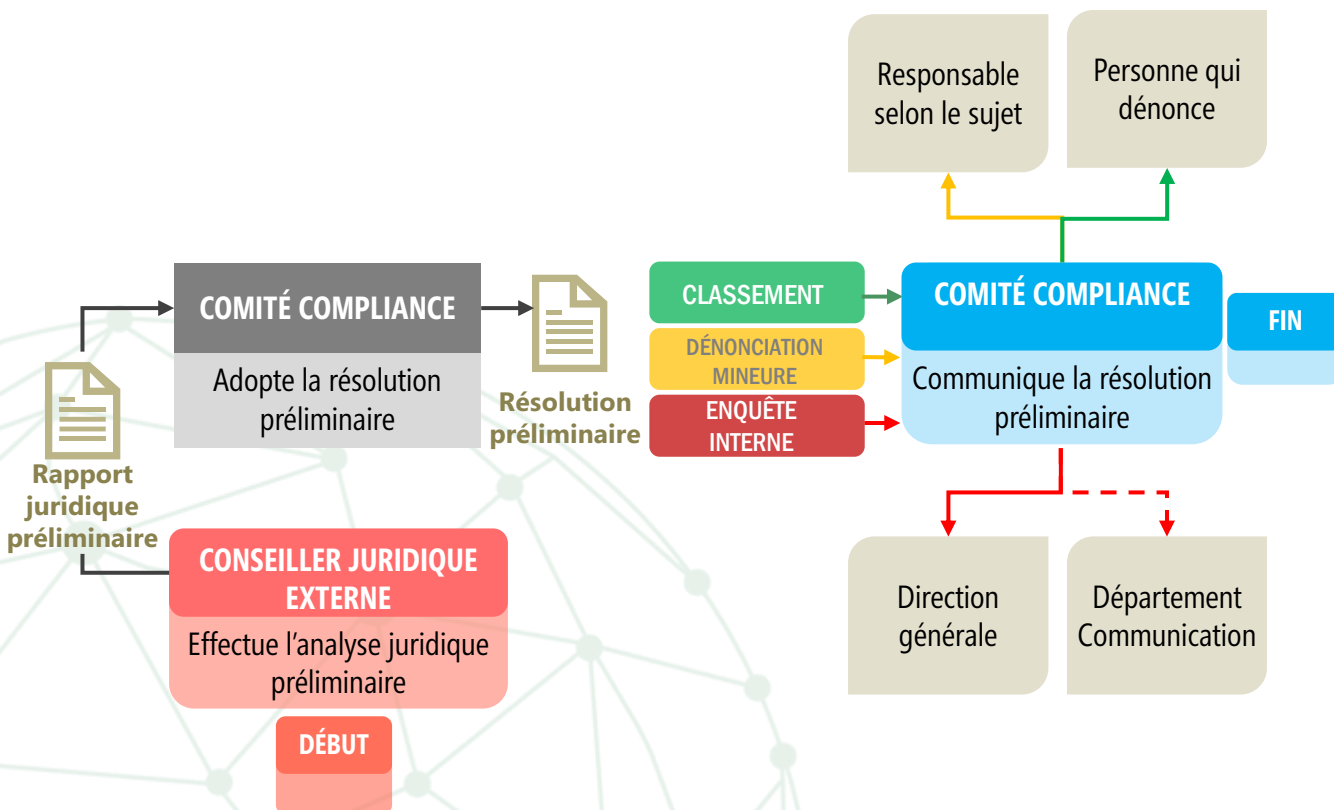 Responsable
selon le sujet
Personne qui
dénonce
COMITÉ COMPLIANCE
Adopte la résolution
préliminaire
Résolution
préliminaire
CLASSEMENT
DÉNONCIATION
MINEURE
ENQUÊTE
INTERNE
COMITÉ COMPLIANCE
Communique la résolution
préliminaire
FIN
Rapport
juridique
préliminaire
CONSEILLER JURIDIQUE
EXTERNE
Effectue l'analyse juridique
préliminaire
DÉBUT
Direction
générale
Département
Communication